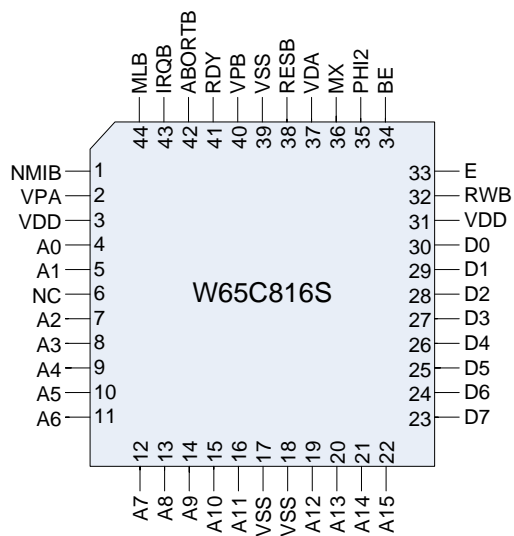 MLB IRQB ABORTB RDY VPB VSS RESB VDA MX PHI2 BE
44 43 42 41 40 39 38 37 36 35 34
NMIB 1 33 E
VPA 2 32 RWB
VDD 3 31 VDD
A0 4 30 D0
A1 5 29 D1
NC 6 28 D2
W65C816S
A2 7 27 D3
A3 8 26 D4
A4 9 25 D5
A5 10 24 D6
A6 11 23 D7
12 13 14 15 16 17 18 19 20 21 22
A7 A8 A9 A10 A11 VSS VSS A12 A13 A14 A15